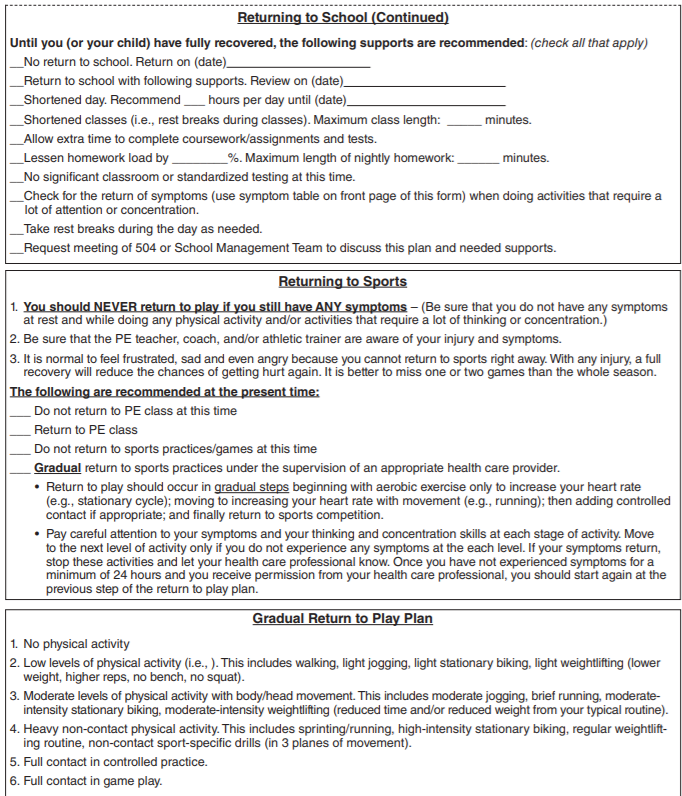 Returning to School (Continued)
Until you (or your child) have fully recovered, the following supports are recommended: (check all that apply)
__No return to school. Return on (date)____________________
__Return to school with following supports. Review on (date)_______________________
__Shortened day. Recommend ___ hours per day until (date)_______________________
__Shortened classes (i.e., rest breaks during classes). Maximum class length: _____ minutes.
__Allow extra time to complete coursework/assignments and tests.
__Lessen homework load by ________%. Maximum length of nightly homework: ______ minutes.
__No significant classroom or standardized testing at this time.
__Check for the return of symptoms (use symptom table on front page of this form) when doing activities that require a
lot of attention or concentration.
__Take rest breaks during the day as needed.
__Request meeting of 504 or School Management Team to discuss this plan and needed supports.
Returning to Sports
1. You should NEVER return to play if you still have ANY symptoms – (Be sure that you do not have any symptoms
at rest and while doing any physical activity and/or activities that require a lot of thinking or concentration.)
2. Be sure that the PE teacher, coach, and/or athletic trainer are aware of your injury and symptoms.
3. It is normal to feel frustrated, sad and even angry because you cannot return to sports right away. With any injury, a full
recovery will reduce the chances of getting hurt again. It is better to miss one or two games than the whole season.
The following are recommended at the present time:
___ Do not return to PE class at this time
___ Return to PE class
___ Do not return to sports practices/games at this time
___ Gradual return to sports practices under the supervision of an appropriate health care provider.
• Return to play should occur in gradual steps beginning with aerobic exercise only to increase your heart rate
(e.g., stationary cycle); moving to increasing your heart rate with movement (e.g., running); then adding controlled
contact if appropriate; and finally return to sports competition.
• Pay careful attention to your symptoms and your thinking and concentration skills at each stage of activity. Move
to the next level of activity only if you do not experience any symptoms at the each level. If your symptoms return,
stop these activities and let your health care professional know. Once you have not experienced symptoms for a
minimum of 24 hours and you receive permission from your health care professional, you should start again at the
previous step of the return to play plan.
Gradual Return to Play Plan
1. No physical activity
2. Low levels of physical activity (i.e., ). This includes walking, light jogging, light stationary biking, light weightlifting (lower
weight, higher reps, no bench, no squat).
3. Moderate levels of physical activity with body/head movement. This includes moderate jogging, brief running, moderate-
intensity stationary biking, moderate-intensity weightlifting (reduced time and/or reduced weight from your typical routine).
4. Heavy non-contact physical activity. This includes sprinting/running, high-intensity stationary biking, regular weightlift-
ing routine, non-contact sport-specific drills (in 3 planes of movement).
5. Full contact in controlled practice.
6. Full contact in game play.